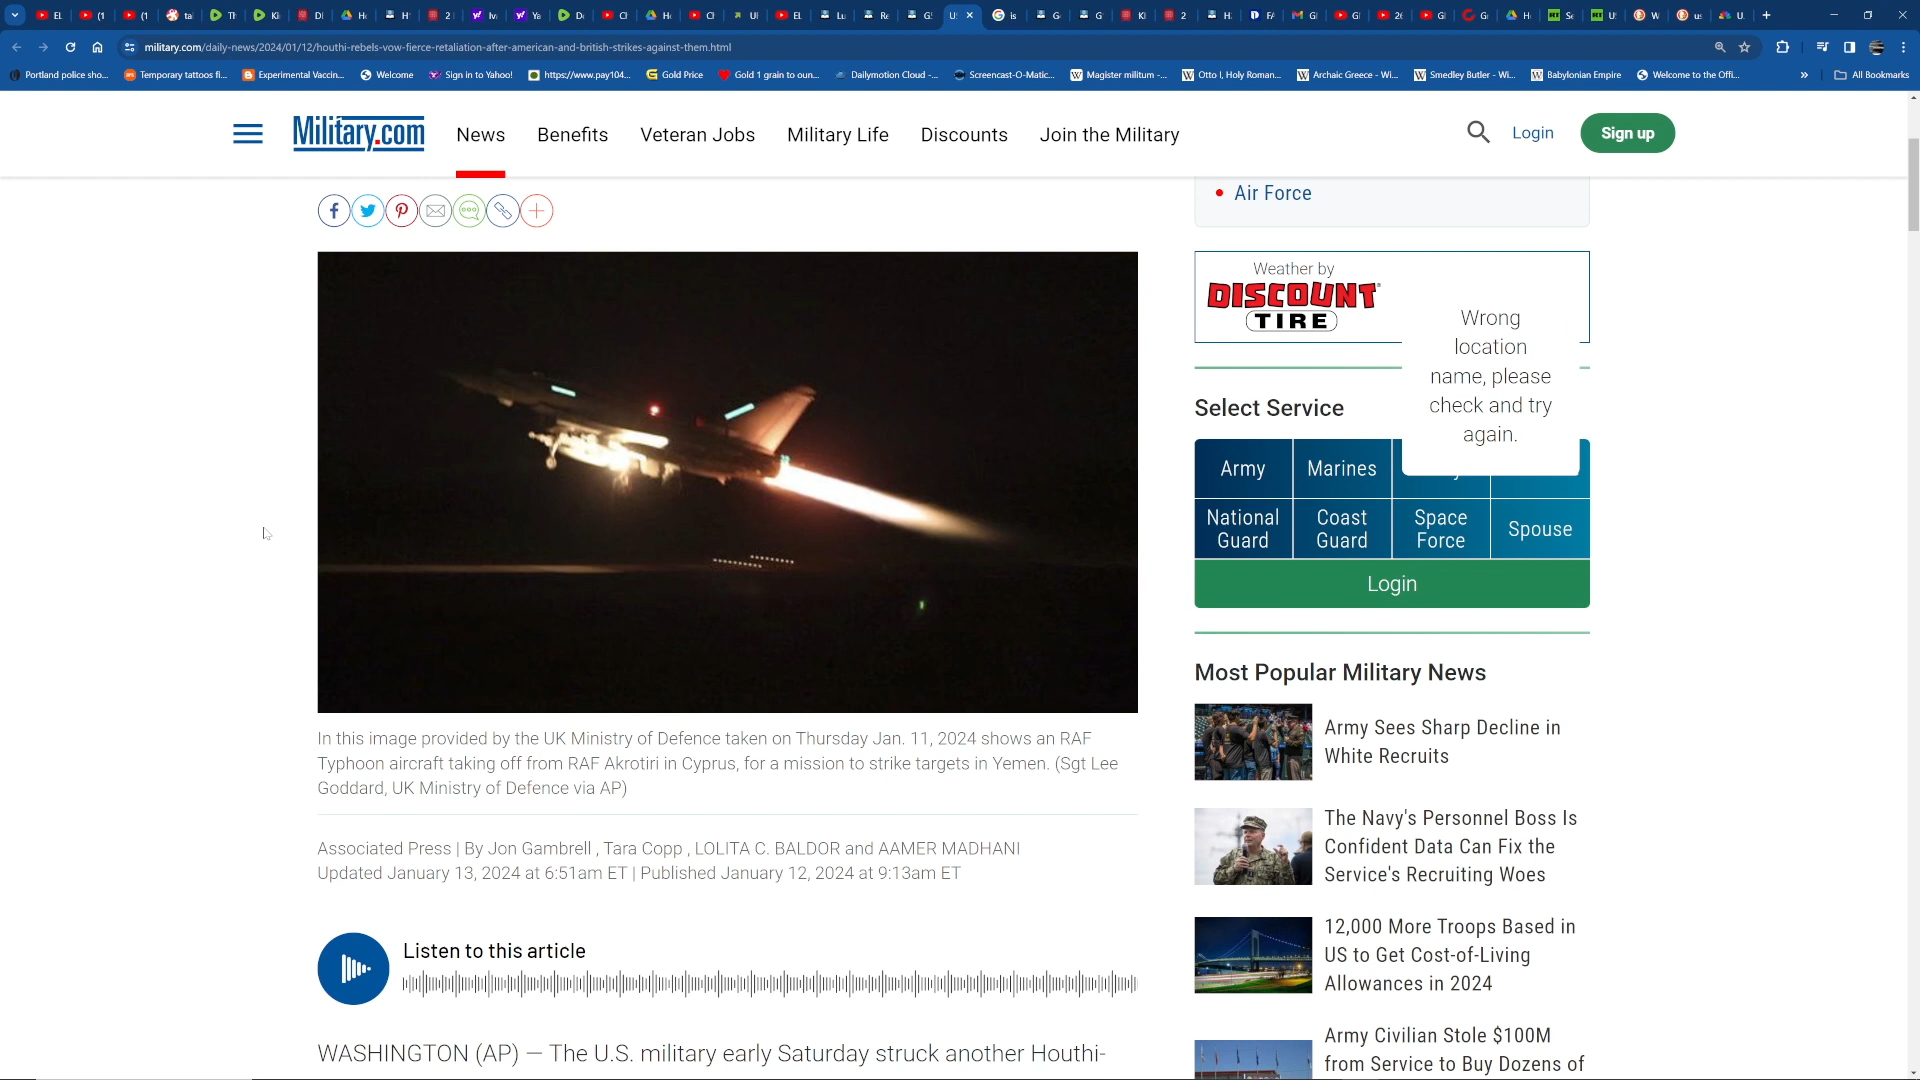 military.com/daily-news/2024/01/12/houthi-rebels-vow-fierce-retaliation-after-american-and-british-strikes-against-them.html
Portland police sho...
Temporary tattoos fi...
Experimental Vaccin...
Welcome
Sign in to Yahoo!
https://www.pay104...
Gold Price
Gold 1 grain to oun...
Dailymotion Cloud -...
Screencast-O-Matic...
Magister militum -...
Otto I, Holy Roman...
Archaic Greece - Wi...
Smedley Butler - Wi...
Babylonian Empire
Welcome to the Offi...
All Bookmarks
Military.com
News
Benefits
Veteran Jobs
Military Life
Discounts
Join the Military
Login
Sign up
In this image provided by the UK Ministry of Defence taken on Thursday Jan. 11, 2024 shows an RAF
Typhoon aircraft taking off from RAF Akrotiri in Cyprus, for a mission to strike targets in Yemen. (Sgt Lee
Goddard, UK Ministry of Defence via AP)
Associated Press | By Jon Gambrell , Tara Copp , LOLITA C. BALDOR and AAMER MADHANI
Updated January 13, 2024 at 6:51am ET | Published January 12, 2024 at 9:13am ET
Listen to this article
WASHINGTON (AP) — The U.S. military early Saturday struck another Houthi-
Air Force
Weather by
DISCOUNT
TIRE
Wrong
location
name, please
check and try
again.
Select Service
Army
Marines
National
Guard
Coast
Guard
Space
Force
Spouse
Login
Most Popular Military News
Army Sees Sharp Decline in
White Recruits
The Navy's Personnel Boss Is
Confident Data Can Fix the
Service's Recruiting Woes
12,000 More Troops Based in
US to Get Cost-of-Living
Allowances in 2024
Army Civilian Stole $100M
from Service to Buy Dozens of